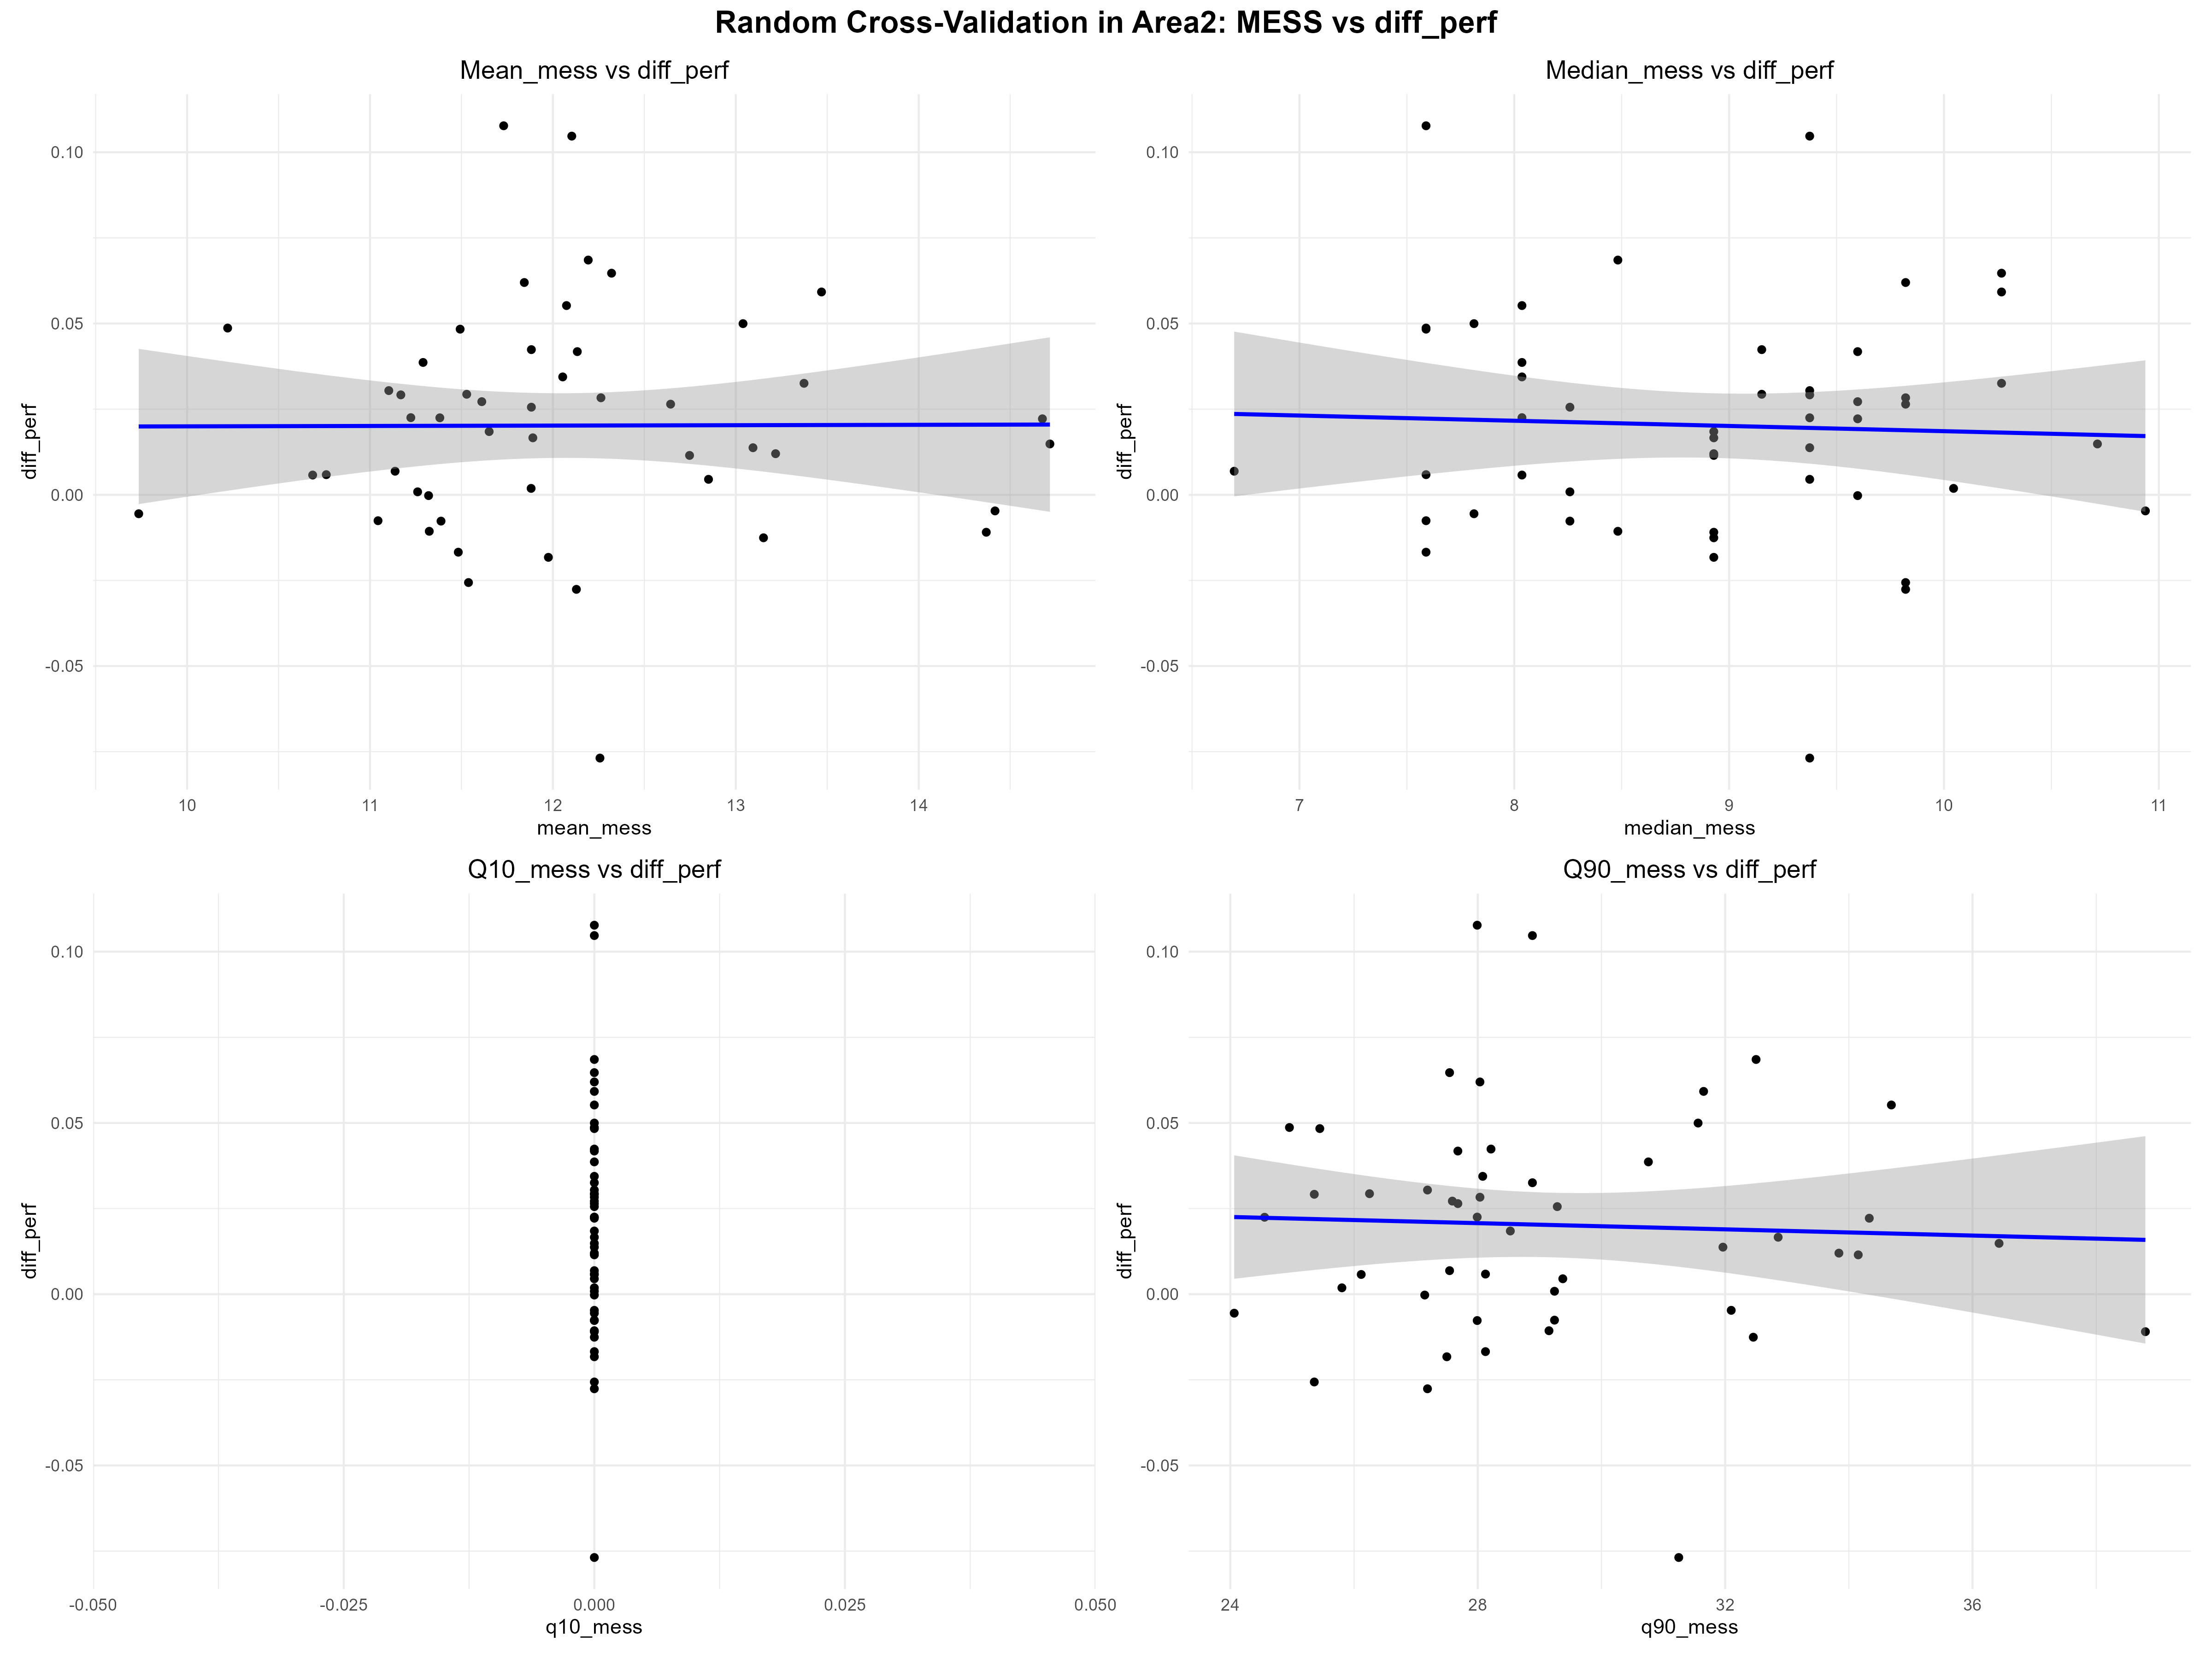 Random Cross-Validation in Area2: MESS vs diff_perf
Mean_mess vs diff_perf
0.10
0.05
0.00
-0.05
diff_perf
10 11 12 13 14
mean_mess
Median_mess vs diff_perf
0.10
0.05
0.00
-0.05
diff_perf
7 8 9 10 11
median_mess
Q10_mess vs diff_perf
0.10
0.05
0.00
-0.05
diff_perf
-0.050 -0.025 0.000 0.025 0.050
q10_mess
Q90_mess vs diff_perf
0.10
0.05
0.00
-0.05
diff_perf
24 28 32 36
q90_mess